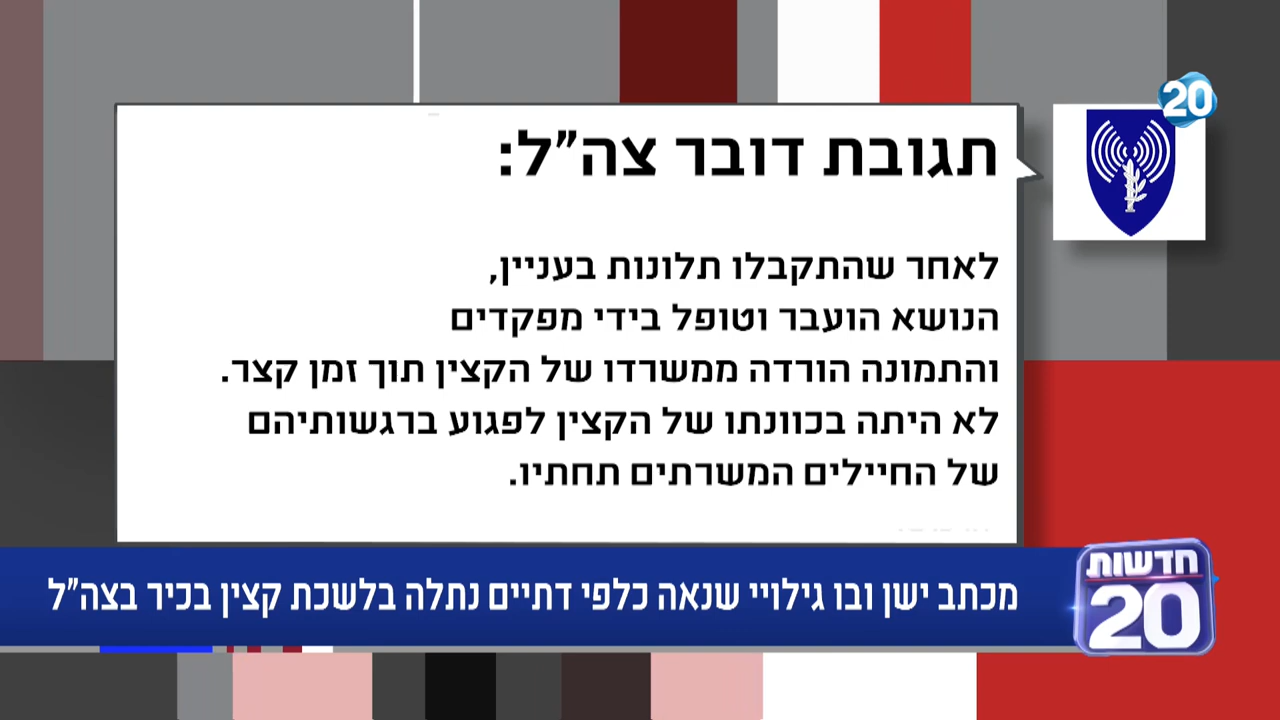 20
תגובת דובר צה"ל:
לאחר שהתקבלו תלונות בעניין,
הנושא הועבר וטופל בידי מפקדים
והתמונה הורדה ממשרדו של הקצין תוך זמן קצר.
לא היתה בכוונתו של הקצין לפגוע ברגשותיהם
של החיילים המשרתים תחתיו.
מכתב ישן ובו גילויי שנאה כלפי דתיים נתלה בלשכת קצין בכיר בצה"ל
חדשות
20